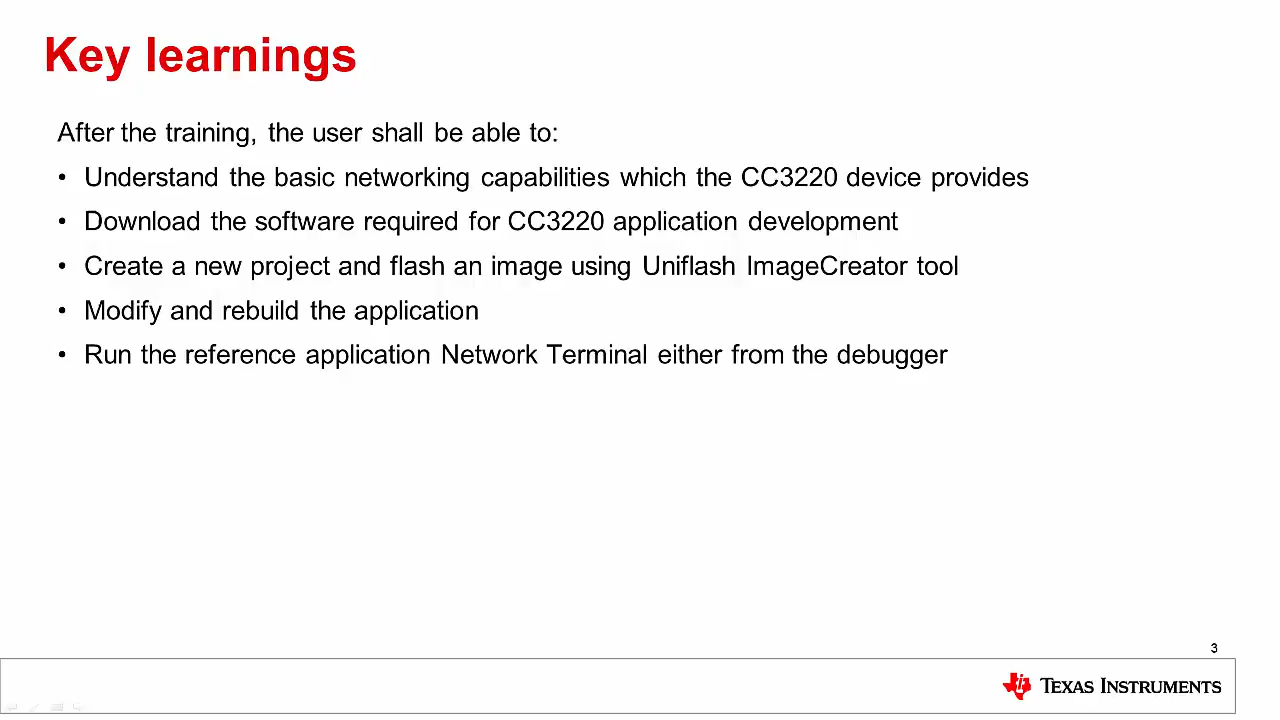 Key learnings
After the training, the user shall be able to:
• Understand the basic networking capabilities which the CC3220 device provides
• Download the software required for CC3220 application development
• Create a new project and flash an image using Uniflash ImageCreator tool
• Modify and rebuild the application
• Run the reference application Network Terminal either from the debugger
3
TEXAS INSTRUMENTS